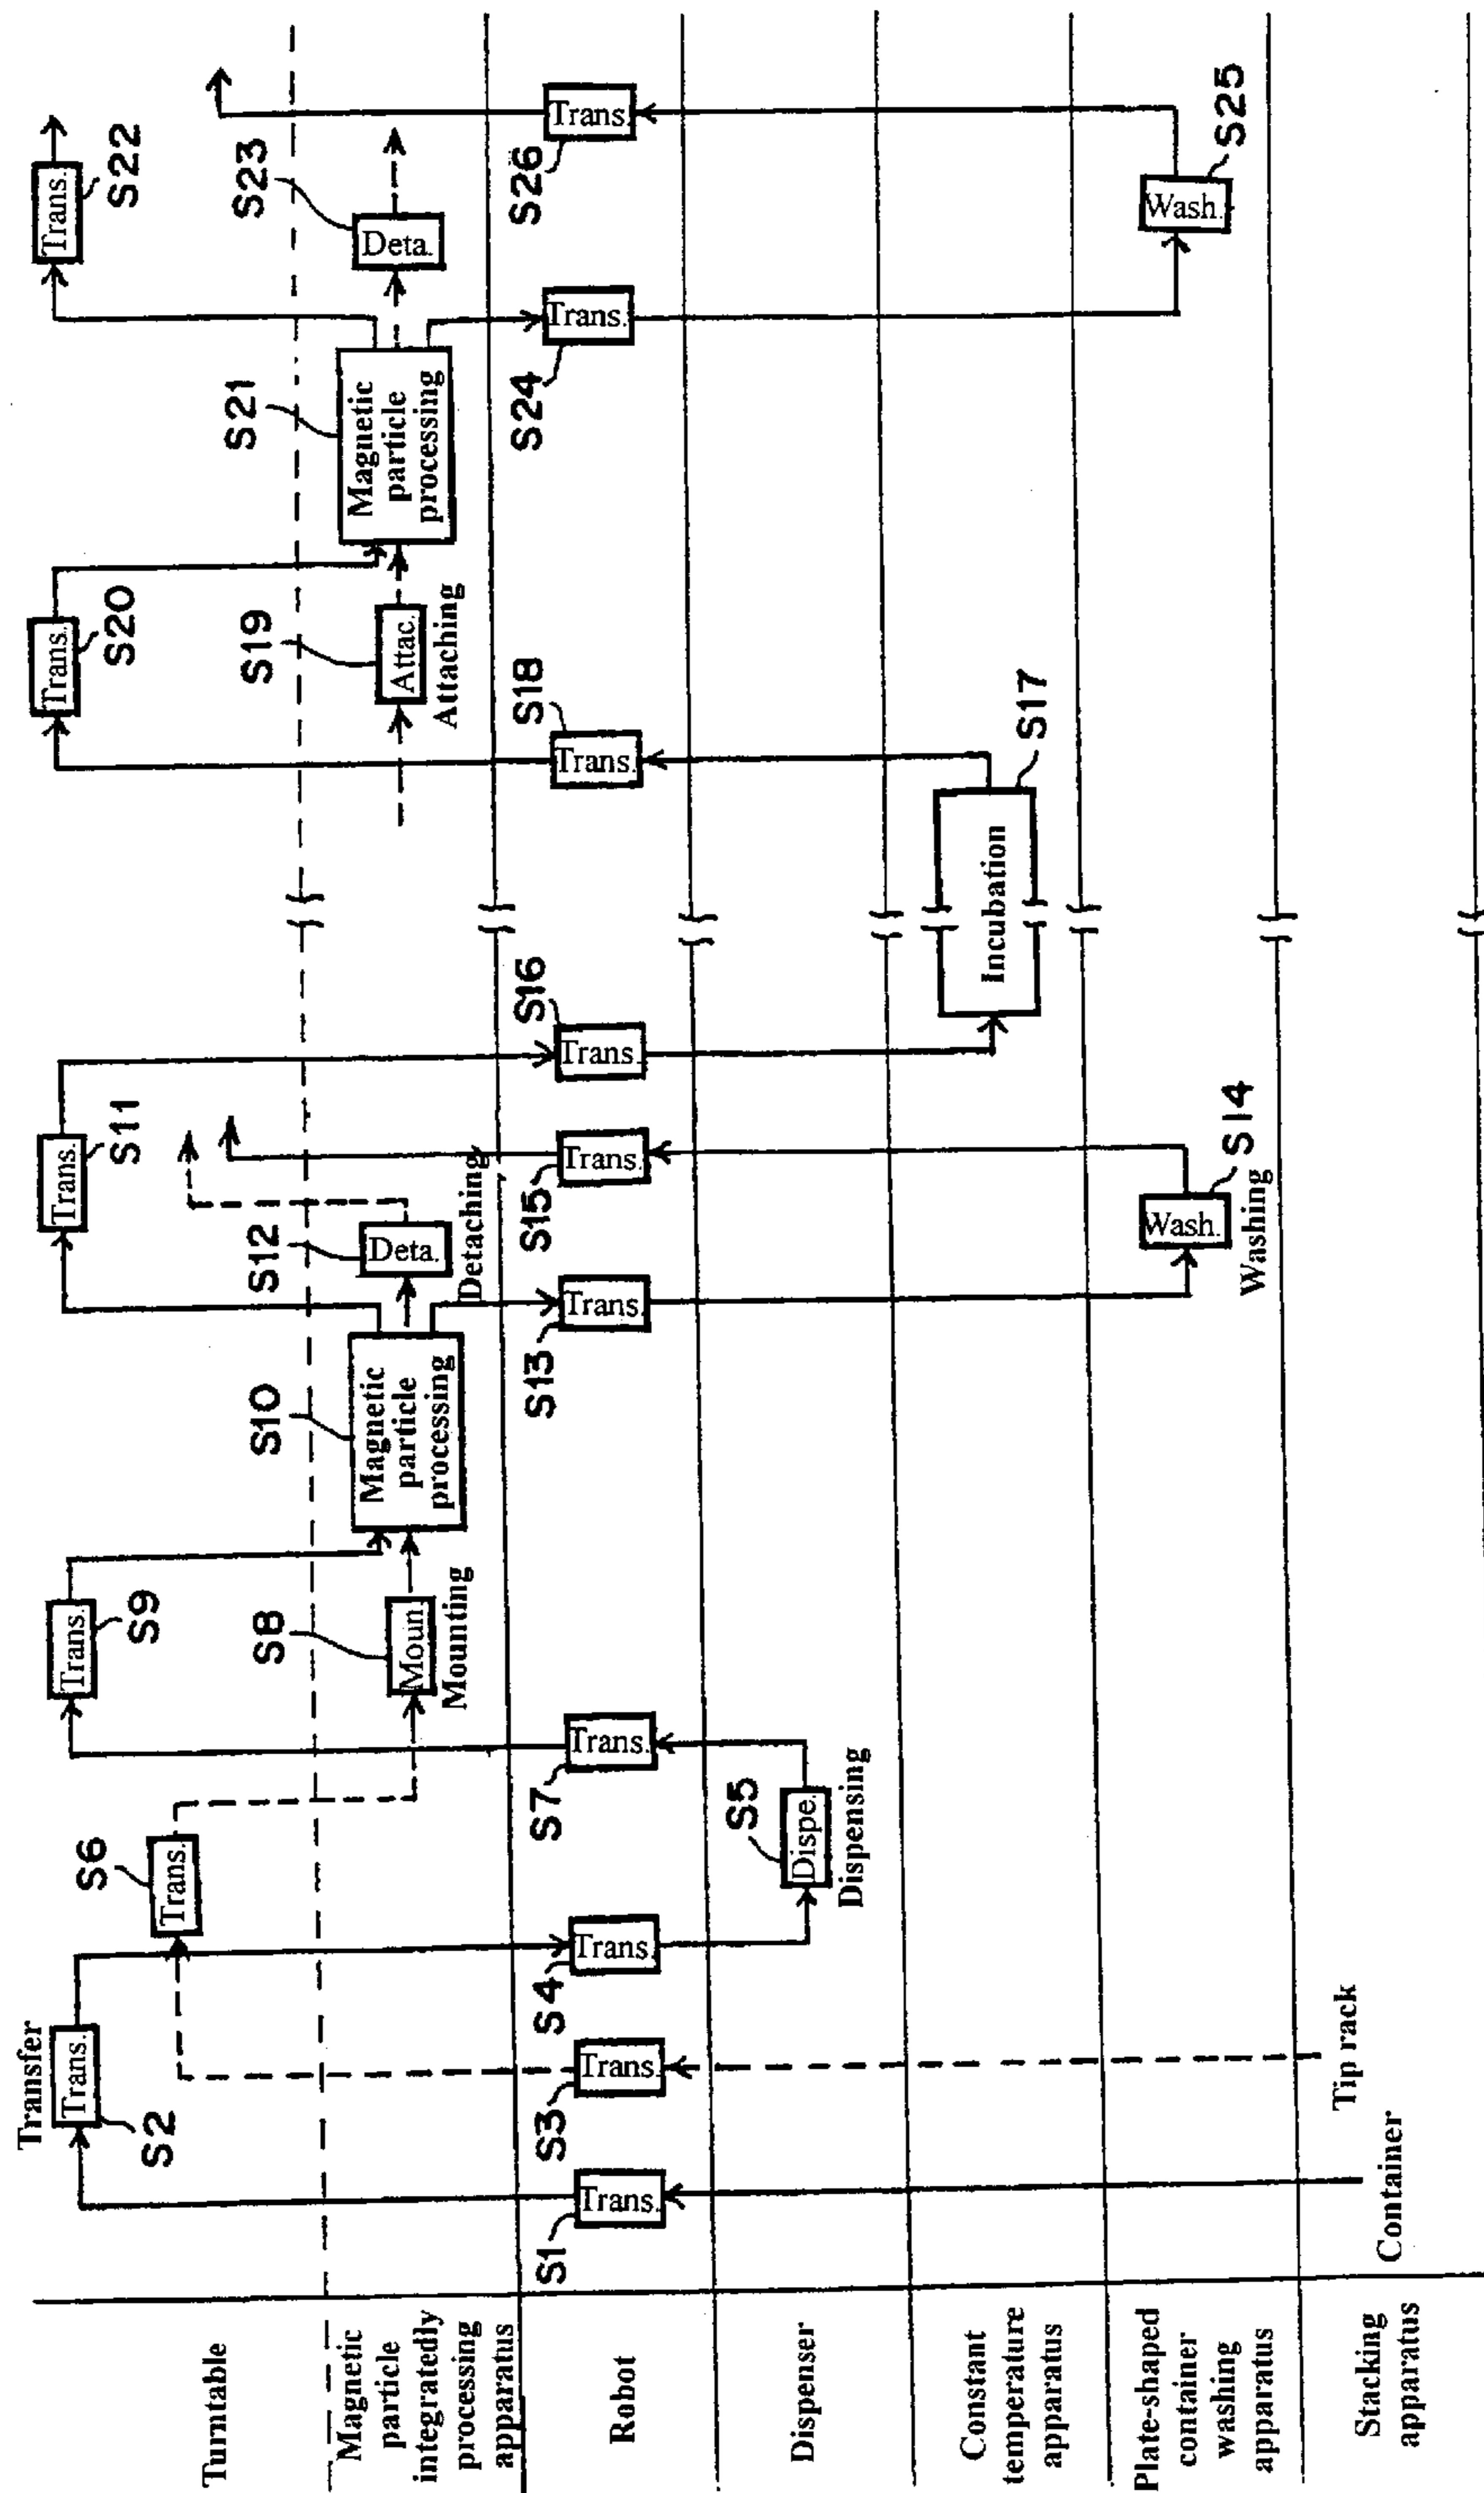 Turntable
Magnetic
particle
integratedly
processing
apparatus
Robot
Dispenser
Constant
temperature
apparatus
Plate-shaped
container
washing
apparatus
Stacking
apparatus
Container
Tip rack
S1
Trans.
Transfer
Trans.
S2
S3
Trans.
S4
Trans.
S5
Dispe.
Dispensing
S6
Trans.
S7
Trans.
S8
Moun
Mounting
Trans.
S9
S10
Magnetic
particle
processing
Trans.
S11
S12
Deta.
Detaching
S13
Trans.
Wash.
S14
Washing
S15
Trans.
S16
Trans.
Incubation
S17
S18
Trans.
S19
Attac.
Attaching
Trans.
S20
S21
Magnetic
particle
processing
Trans.
S22
S23
Deta.
S24
Trans.
Wash.
S25
S26
Trans.